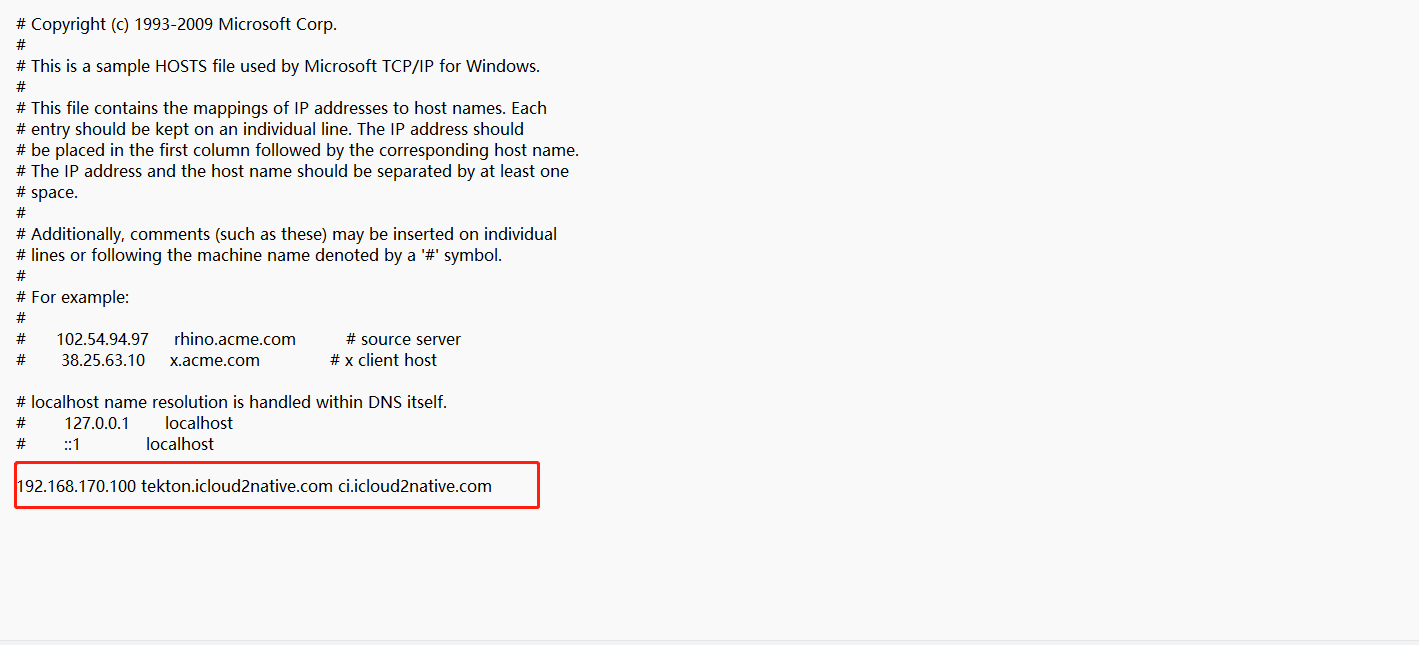 # Copyright (c) 1993-2009 Microsoft Corp.
#
# This is a sample HOSTS file used by Microsoft TCP/IP for Windows.
#
# This file contains the mappings of IP addresses to host names. Each
# entry should be kept on an individual line. The IP address should
# be placed in the first column followed by the corresponding host name.
# The IP address and the host name should be separated by at least one
# space.
#
# Additionally, comments (such as these) may be inserted on individual
# lines or following the machine name denoted by a '#' symbol.
#
# For example:
#
#       102.54.94.97     rhino.acme.com          # source server
#        38.25.63.10     x.acme.com              # x client host

# localhost name resolution is handled within DNS itself.
#        127.0.0.1       localhost
#        ::1             localhost

192.168.170.100 tekton.icloud2native.com ci.icloud2native.com